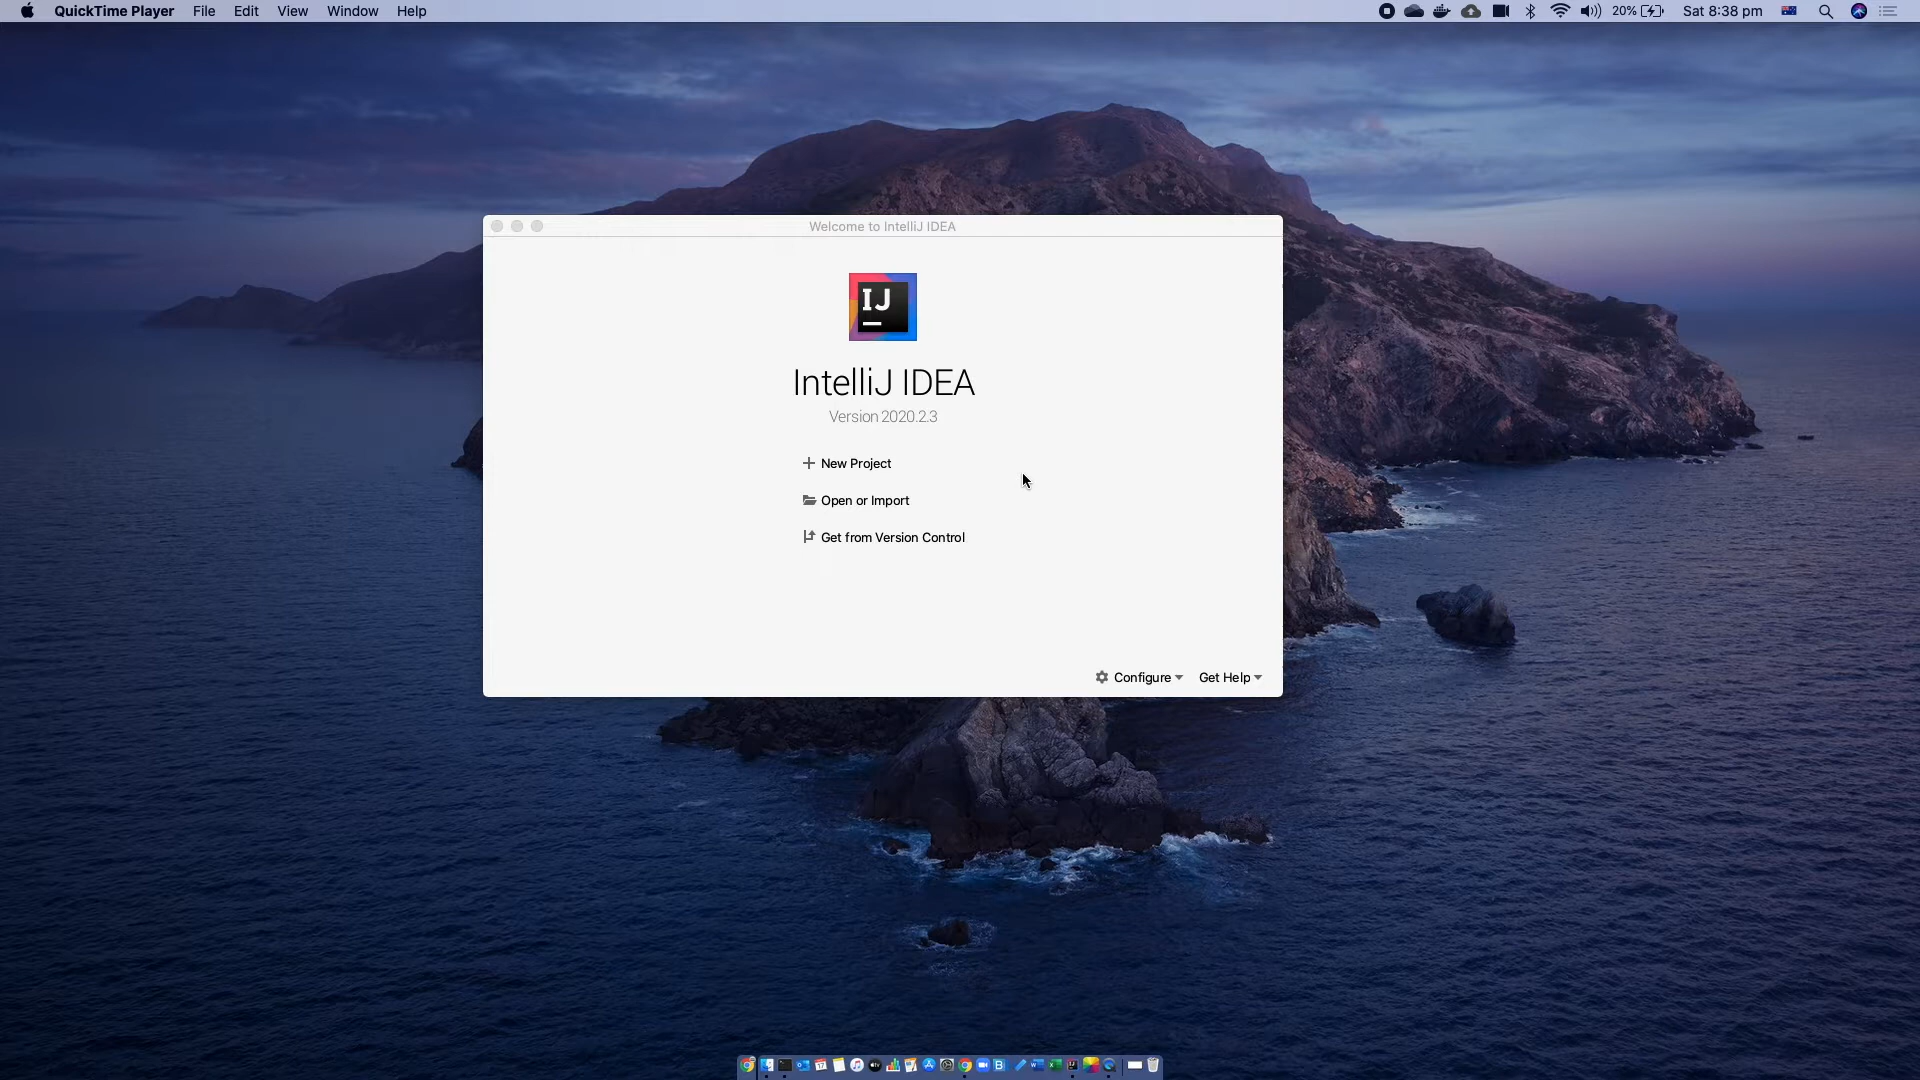 QuickTime Player File Edit View Window Help 20% Sat 8:38 pm
Welcome to IntelliJ IDEA
IJ
IntelliJ IDEA
Version 2020.2.3
New Project
Open or Import
Get from Version Control
Configure Get Help